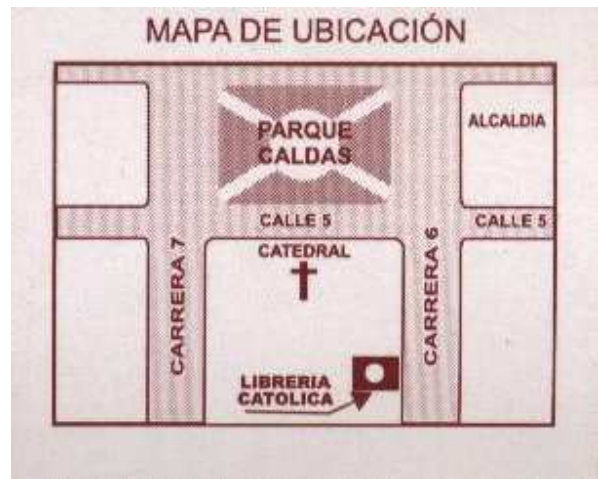 MAPA DE UBICACIÓN
PARQUE
CALDAS
ALCALDIA
CALLE 5
CALLE 5
CATEDRAL
CARRERA 7
CARRERA 6
LIBRERIA
CATOLICA